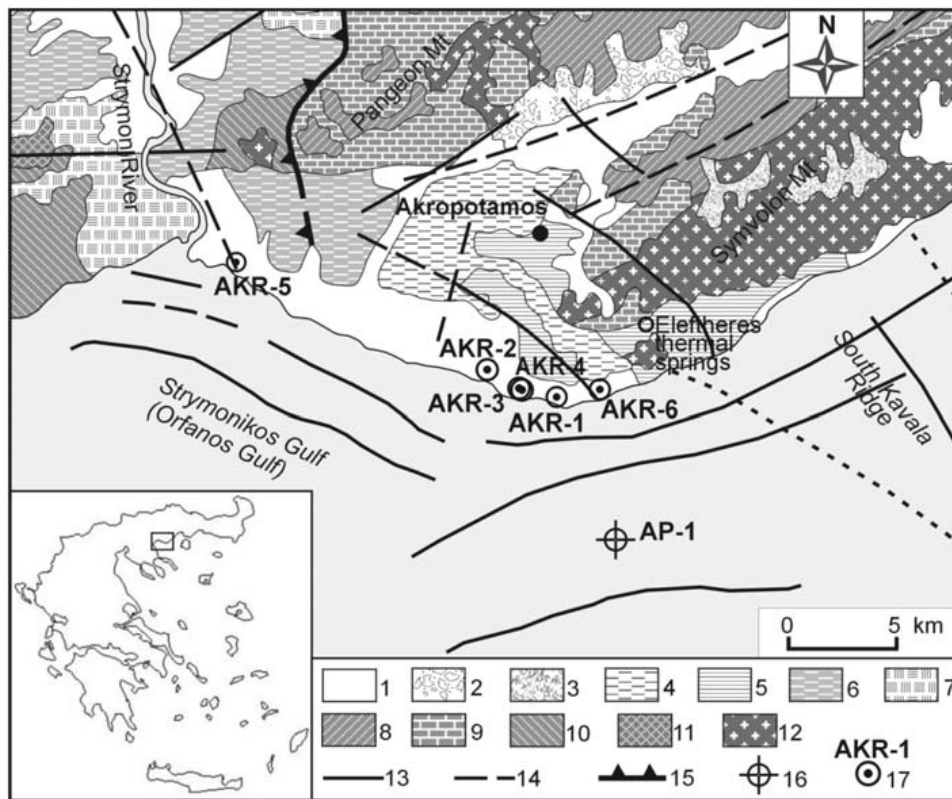 N
Strymon River
Pangeon Mt
Symvolon Mt.
Akropotamos
AKR-5
Eleftheres
thermal
springs
AKR-2
AKR-4
AKR-3
AKR-1
AKR-6
South Kavala
Ridge
Strymonikos Gulf
(Orfanos Gulf)
AP-1
0 5 km
1 2 3 4 5 6 7
8 9 10 11 12 AKR-1
13 14 15 16 17